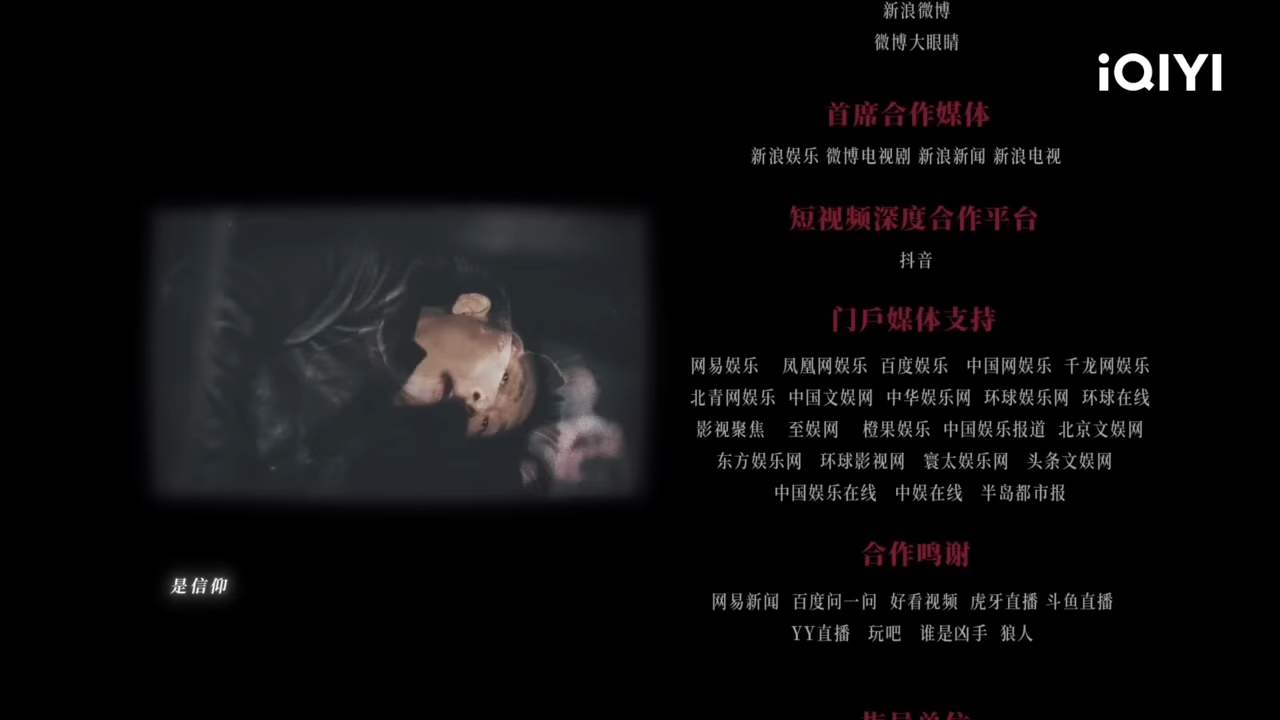 新浪微博
微博大眼睛
iQIYI
首席合作媒体
新浪娱乐 微博电视剧 新浪新闻 新浪电视
短视频深度合作平台
抖音
门戶媒体支持
网易娱乐 凤凰网娱乐 百度娱乐 中国网娱乐 千龙网娱乐
北青网娱乐 中国文娱网 中华娱乐网 环球娱乐网 环球在线
影视聚焦 至娱网 橙果娱乐 中国娱乐报道 北京文娱网
东方娱乐网 环球影视网 寰太娱乐网 头条文娱网
中国娱乐在线 中娱在线 半岛都市报
合作鸣谢
是信仰
网易新闻 百度问一问 好看视频 虎牙直播 斗鱼直播
YY直播 玩吧 谁是凶手 狼人